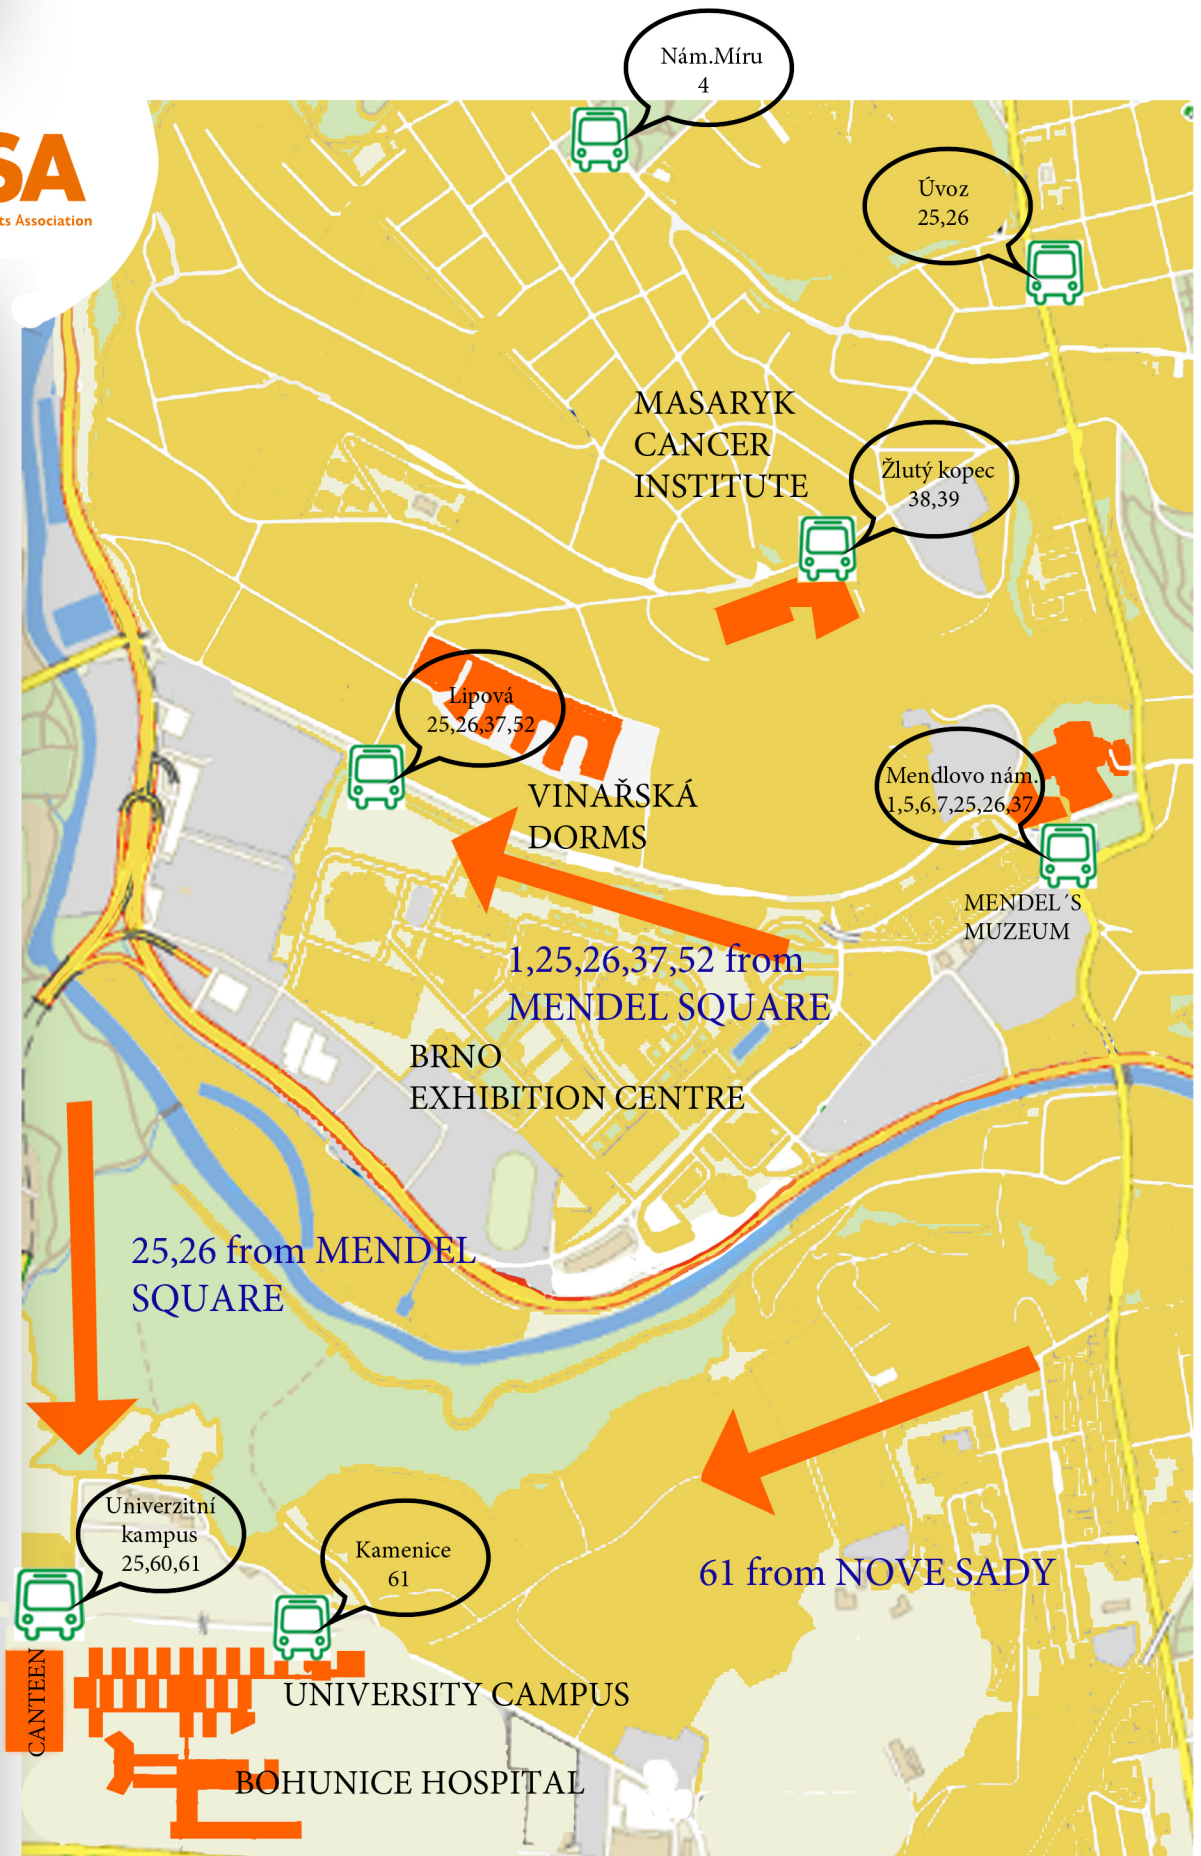 Nám.Míru
4
SA
ts Association
Úvoz
25,26
MASARYK
CANCER
INSTITUTE
Žlutý kopec
38,39
Lipová
25,26,37,52
Mendlovo nám.
1,5,6,7,25,26,37
VINAŘSKÁ
DORMS
MENDEL´S
MUZEUM
1,25,26,37,52 from
MENDEL SQUARE
BRNO
EXHIBITION CENTRE
25,26 from MENDEL
SQUARE
Univerzitní
kampus
25,60,61
Kamenice
61
61 from NOVE SADY
CANTEEN
UNIVERSITY CAMPUS
BOHUNICE HOSPITAL